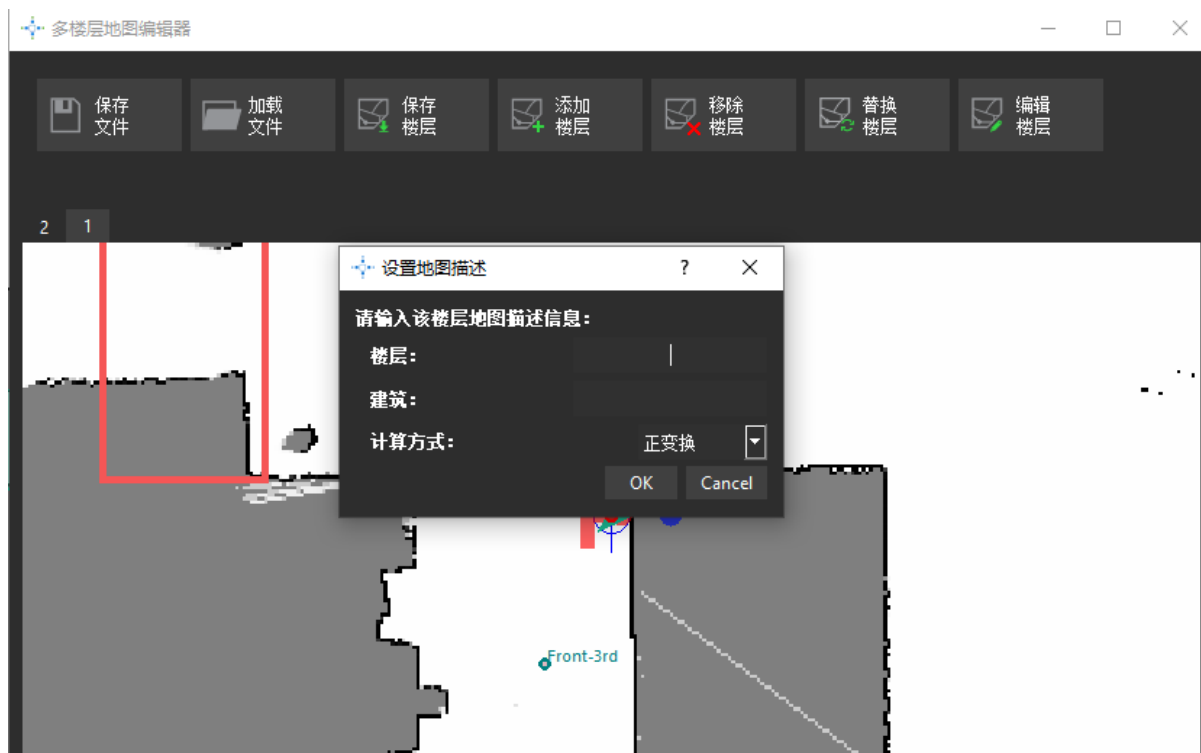 多楼层地图编辑器
保存
文件
加载
文件
保存
楼层
添加
楼层
移除
楼层
替换
楼层
编辑
楼层
2
1
设置地图描述
?
请输入该楼层地图描述信息：
楼层：
建筑：
计算方式：
正变换
OK
Cancel
Front-3rd